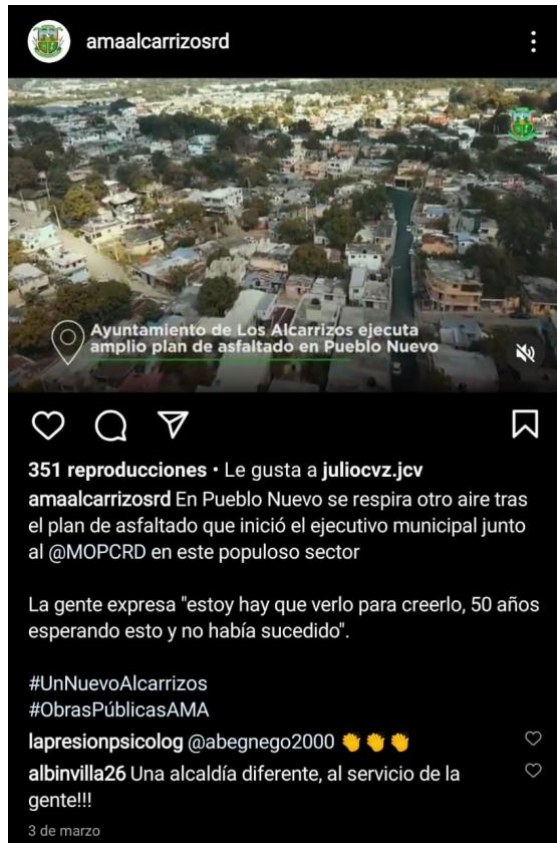 amaalcarrizosrd
Ayuntamiento de Los Alcarrizos ejecuta
amplio plan de asfaltado en Pueblo Nuevo
351 reproducciones • Le gusta a juliocvz.jcv
amaalcarrizosrd En Pueblo Nuevo se respira otro aire tras
el plan de asfaltado que inició el ejecutivo municipal junto
al @MOPCRD en este populoso sector
La gente expresa "estoy hay que verlo para creerlo, 50 años
esperando esto y no había sucedido".
#UnNuevoAlcarrizos
#ObrasPúblicasAMA
lapresionpsicolog @abegnego2000 👏👏👏
albinvilla26 Una alcaldía diferente, al servicio de la
gente!!!
3 de marzo